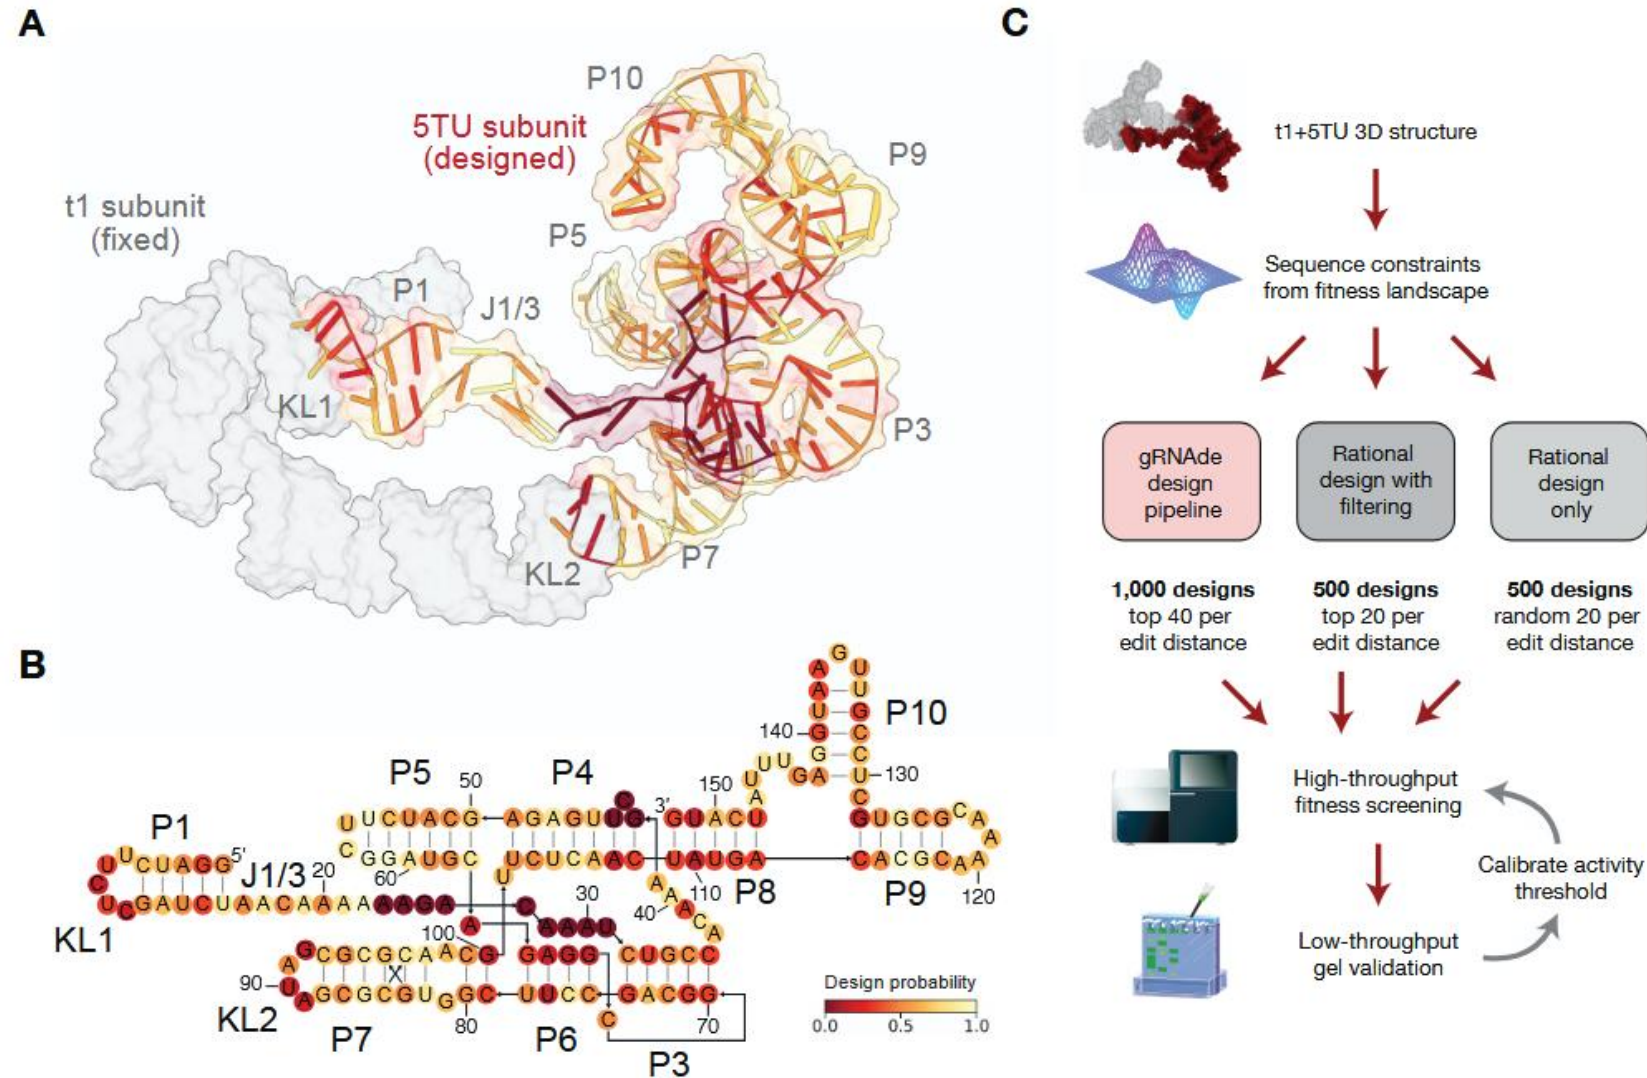 A
P10
5TU subunit
(designed)
P9
t1 subunit
(fixed)
P5
P1
J1/3
KL1
P3
P7
KL2
B
G
A U
A U
U G P10
140 G C
G C
U U U G A U 130
P5 50 P4 150 A C
C
U U C U A C G A G A G U U G 3' G U A C U G U G C G C A A
P1 C G G A U G C U C U C A A C U A U G A C A C G C A A
60 110 P8 P9 120
U U C U A G G 5' J1/3 20 U A
C
U C G A U C U A A C A A A A A A A G A C 30 40 A A C A
KL1 A A A A U
100
G C G C G C A A C G G A G G C U G C C
A X
90 U A G C G C G U G G C U U C C G A C G G
KL2 80 C 70
P7 P6 P3
Design probability
0.0 0.5 1.0
C
t1+5TU 3D structure
Sequence constraints
from fitness landscape
gRNAde
design
pipeline
Rational
design with
filtering
Rational
design
only
1,000 designs
top 40 per
edit distance
500 designs
top 20 per
edit distance
500 designs
random 20 per
edit distance
High-throughput
fitness screening
Calibrate activity
threshold
Low-throughput
gel validation